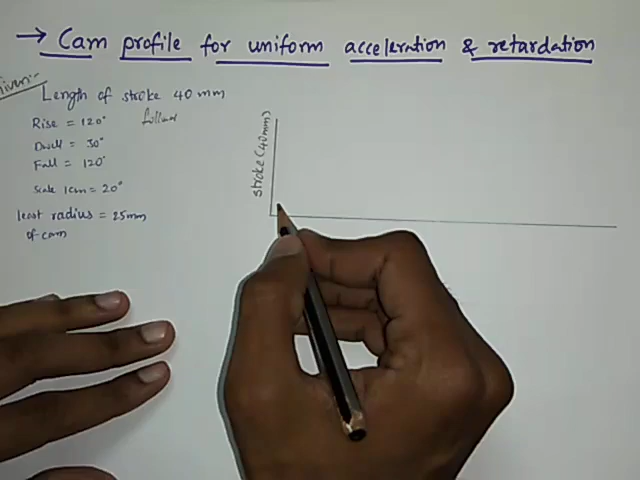 → Cam profile for uniform acceleration & retardation
Given:-
Length of stroke 40 mm
Rise = 120°
Dwell = 30°
Fall = 120°
Scale 1cm = 20°
least radius = 25mm
of cam
stroke (40mm)